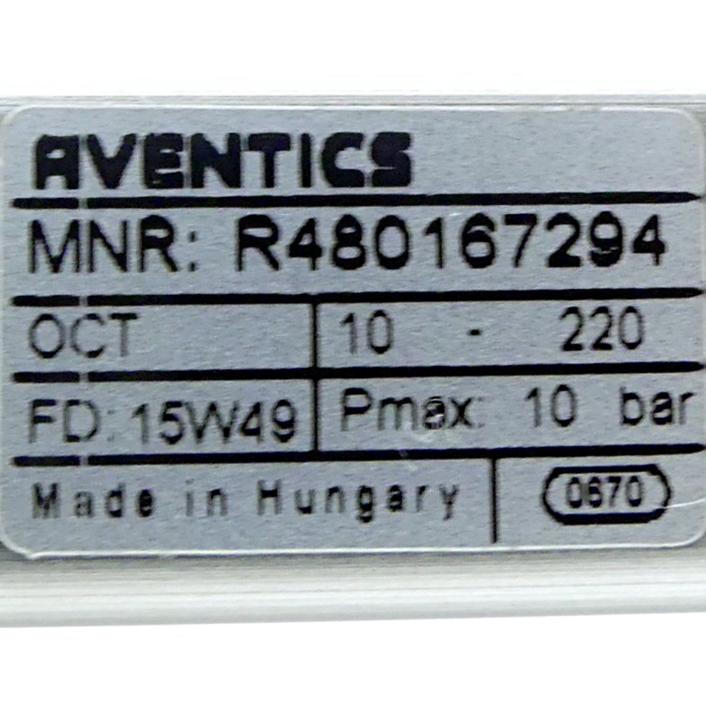 AVENTICS
MNR: R480167294
OCT 10 - 220
FD: 15W49 Pmax: 10 bar
Made in Hungary 0670